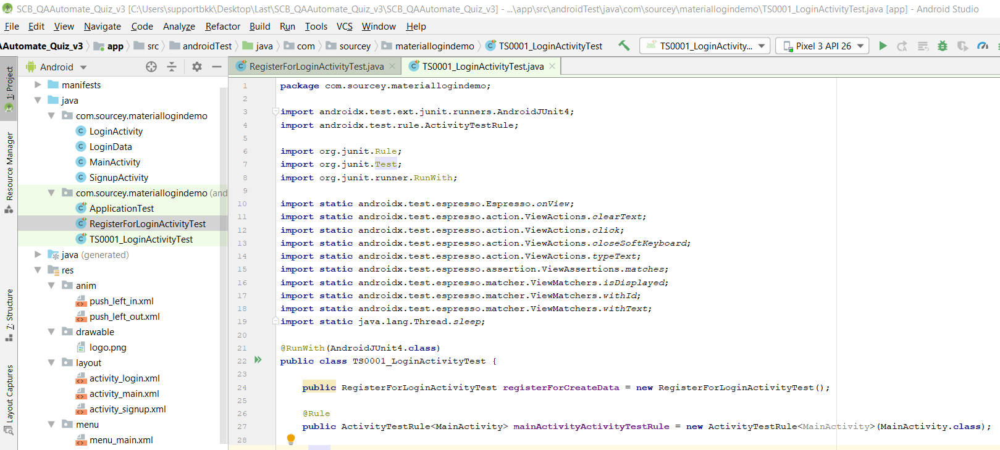 SCB_QAAutomate_Quiz_v3 [C:\Users\supportbkk\Desktop\Last\SCB_QAAutomate_Quiz_v3\SCB_QAAutomate_Quiz_v3] - ...\app\src\androidTest\java\com\sourcey\materiallogindemo\TS0001_LoginActivityTest.java [app] - Android Studio
File Edit View Navigate Code Analyze Refactor Build Run Tools VCS Window Help
AAutomate_Quiz_v3 app src androidTest java com sourcey materiallogindemo TS0001_LoginActivityTest TS0001_LoginActivity... Pixel 3 API 26
1: Project
Resource Manager
7: Structure
Layout Captures
Android
manifests
java
com.sourcey.materiallogindemo
LoginActivity
LoginData
MainActivity
SignupActivity
com.sourcey.materiallogindemo (and
ApplicationTest
RegisterForLoginActivityTest
TS0001_LoginActivityTest
java (generated)
res
anim
push_left_in.xml
push_left_out.xml
drawable
logo.png
layout
activity_login.xml
activity_main.xml
activity_signup.xml
menu
menu_main.xml
RegisterForLoginActivityTest.java TS0001_LoginActivityTest.java
1 package com.sourcey.materiallogindemo;
2
3 import androidx.test.ext.junit.runners.AndroidJUnit4;
4 import androidx.test.rule.ActivityTestRule;
5
6 import org.junit.Rule;
7 import org.junit.Test;
8 import org.junit.runner.RunWith;
9
10 import static androidx.test.espresso.Espresso.onView;
11 import static androidx.test.espresso.action.ViewActions.clearText;
12 import static androidx.test.espresso.action.ViewActions.click;
13 import static androidx.test.espresso.action.ViewActions.closeSoftKeyboard;
14 import static androidx.test.espresso.action.ViewActions.typeText;
15 import static androidx.test.espresso.assertion.ViewAssertions.matches;
16 import static androidx.test.espresso.matcher.ViewMatchers.isDisplayed;
17 import static androidx.test.espresso.matcher.ViewMatchers.withId;
18 import static androidx.test.espresso.matcher.ViewMatchers.withText;
19 import static java.lang.Thread.sleep;
20
21 @RunWith(AndroidJUnit4.class)
22 public class TS0001_LoginActivityTest {
23
24 public RegisterForLoginActivityTest registerForCreateData = new RegisterForLoginActivityTest();
25
26 @Rule
27 public ActivityTestRule<MainActivity> mainActivityActivityTestRule = new ActivityTestRule<MainActivity>(MainActivity.class);
28